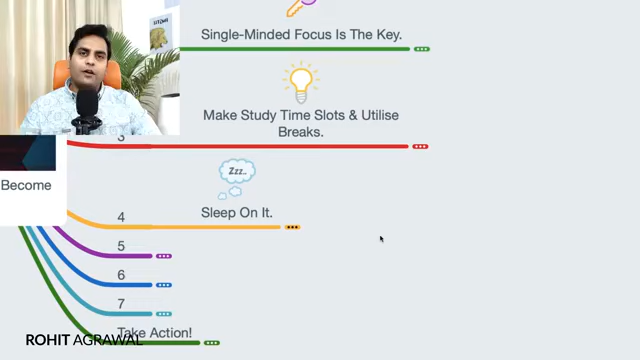 Single-Minded Focus Is The Key.
Make Study Time Slots & Utilise
Breaks.
3
Become
Zzz..
Sleep On It.
4
5
6
7
Take Action!
ROHIT AGRAWAL